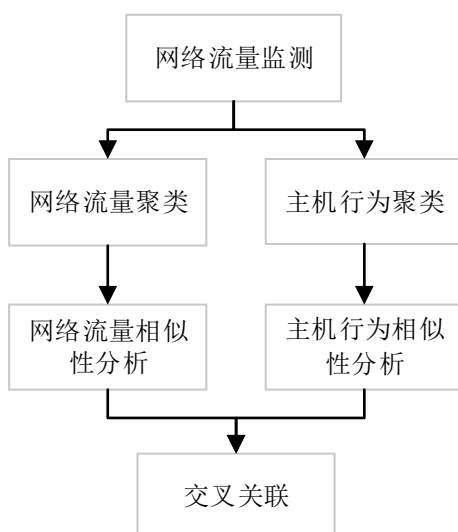 网络流量监测
网络流量聚类
主机行为聚类
网络流量相似
性分析
主机行为相似
性分析
交叉关联